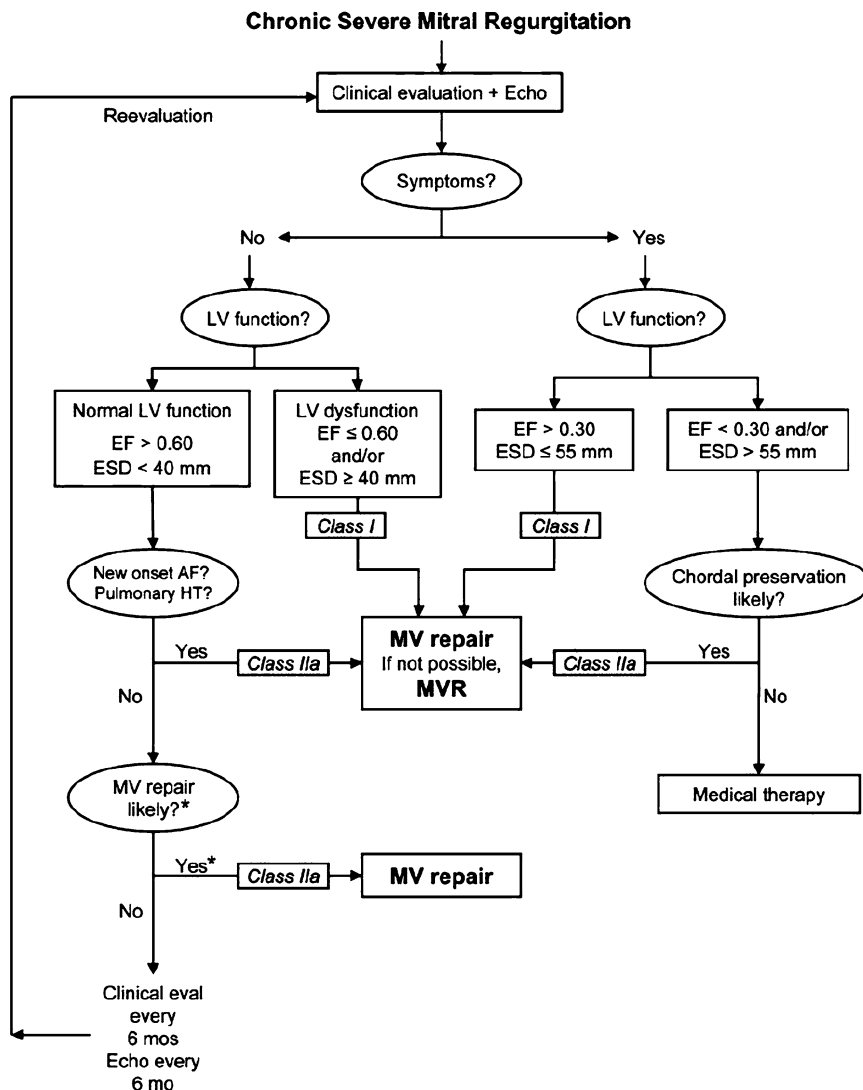 Chronic Severe Mitral Regurgitation
Clinical evaluation + Echo
Reevaluation
Symptoms?
No
Yes
LV function?
LV function?
Normal LV function
EF > 0.60
ESD < 40 mm
LV dysfunction
EF ≤ 0.60
and/or
ESD ≥ 40 mm
EF > 0.30
ESD ≤ 55 mm
EF < 0.30 and/or
ESD > 55 mm
Class I
Class I
New onset AF?
Pulmonary HT?
Chordal preservation
likely?
MV repair
If not possible,
MVR
Yes
Class IIa
Class IIa
Yes
No
No
MV repair
likely?*
Medical therapy
Yes*
Class IIa
MV repair
No
Clinical eval
every
6 mos
Echo every
6 mo